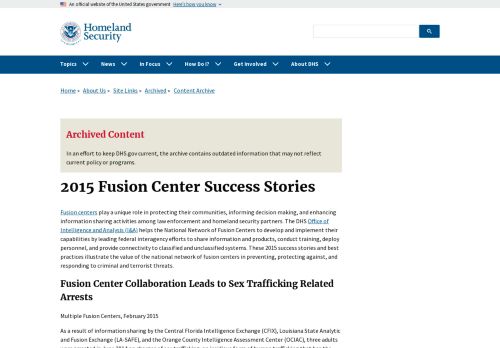 An official website of the United States government Here's how you know
Homeland
Security
Topics News In Focus How Do I? Get Involved About DHS
Home » About Us » Site Links » Archived » Content Archive
Archived Content
In an effort to keep DHS.gov current, the archive contains outdated information that may not reflect
current policy or programs.
2015 Fusion Center Success Stories
Fusion centers play a unique role in protecting their communities, informing decision making, and enhancing
information sharing activities among law enforcement and homeland security partners. The DHS Office of
Intelligence and Analysis (I&A) helps the National Network of Fusion Centers to develop and implement their
capabilities by leading federal interagency efforts to share information and products, conduct training, deploy
personnel, and provide connectivity to classified and unclassified systems. These 2015 success stories and best
practices illustrate the value of the national network of fusion centers in preventing, protecting against, and
responding to criminal and terrorist threats.
Fusion Center Collaboration Leads to Sex Trafficking Related
Arrests
Multiple Fusion Centers, February 2015
As a result of information sharing by the Central Florida Intelligence Exchange (CFIX), Louisiana State Analytic
and Fusion Exchange (LA-SAFE), and the Orange County Intelligence Assessment Center (OCIAC), three adults